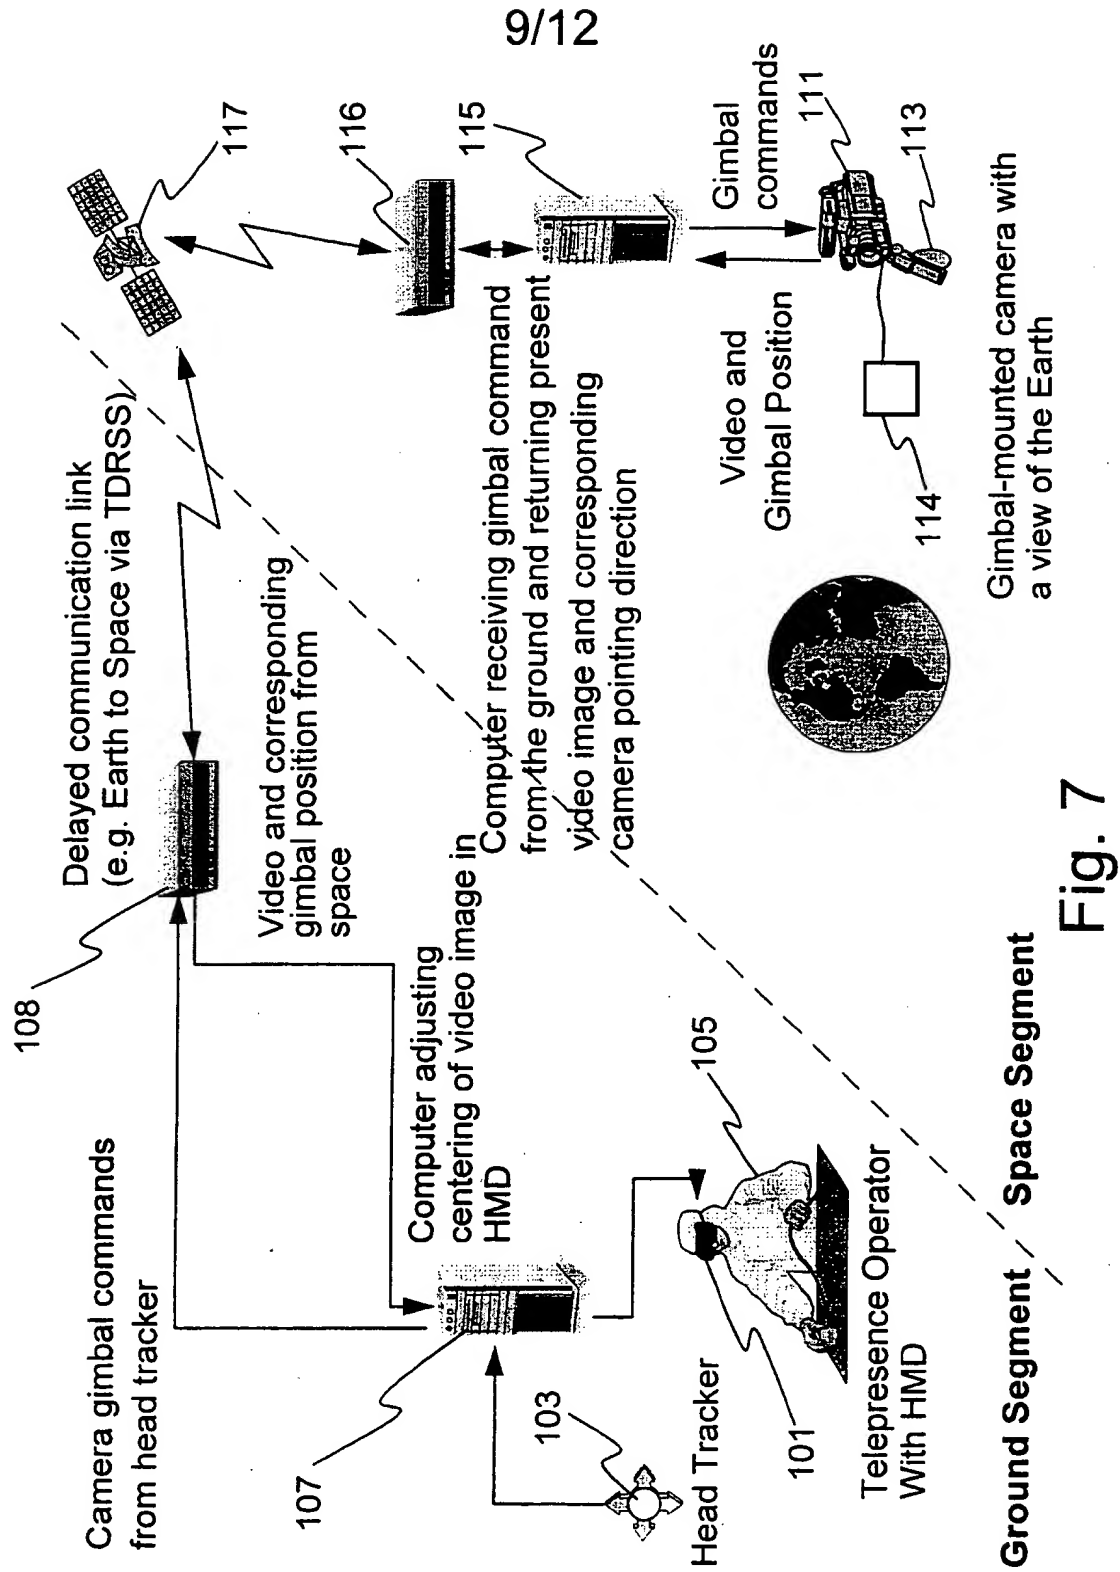 9/12
Camera gimbal commands
from head tracker
108
Delayed communication link
(e.g. Earth to Space via TDRSS)
117
Video and corresponding
gimbal position from
space
116
107
Computer adjusting
centering of video image in
HMD
Computer receiving gimbal command
from the ground and returning present
video image and corresponding
camera pointing direction
115
103
Head Tracker
101
105
Video and
Gimbal Position
Gimbal
commands
111
Telepresence Operator
With HMD
114
113
Gimbal-mounted camera with
a view of the Earth
Ground Segment
Space Segment
Fig. 7